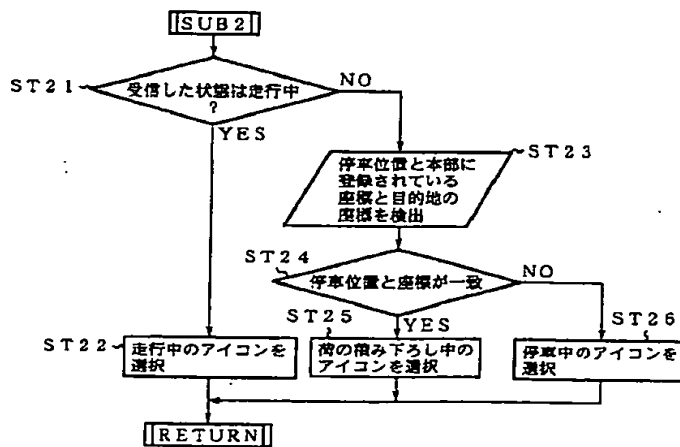 [SUB2]
ST21
受信した状態は走行中
?
NO
YES
ST23
停車位置と本部に
登録されている
座標と目的地の
座標を検出
ST24
停車位置と座標が一致
NO
YES
ST22
走行中のアイコンを
選択
ST25
荷の積み下ろし中の
アイコンを選択
ST26
停車中のアイコンを
選択
[RETURN]